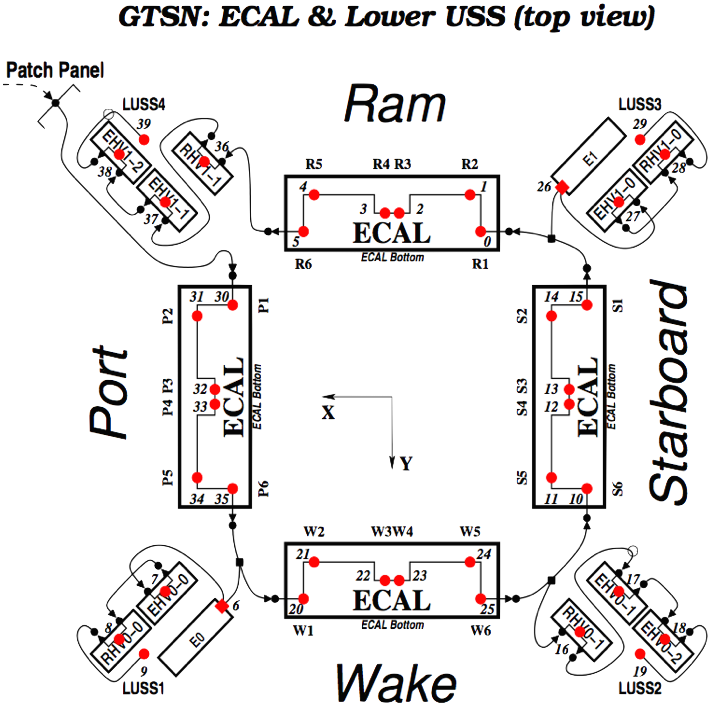 GTSN: ECAL & Lower USS (top view)
Patch Panel
Ram
LUSS4
39
EHV1-2
38
EHV1-1
37
RHV1-1
36
LUSS3
29
E1
26
RHV1-0
28
EHV1-0
27
R5 R4 R3 R2
4 3 2 1
5 ECAL 0
ECAL Bottom
R6 R1
31 30
P2 P1
P3 32
P4 33
ECAL
ECAL Bottom
P5 P6
34 35
Port
X
Y
14 15
S2 S1
S3 13
S4 12
ECAL
ECAL Bottom
S5 S6
11 10
Starboard
W2 W3W4 W5
21 22 23 24
20 ECAL 25
ECAL Bottom
W1 W6
Wake
7
EHV0-0
8
RHV0-0
9
LUSS1
E0
6
EHV0-1
17
RHV0-1
16
EHV0-2
18
19
LUSS2